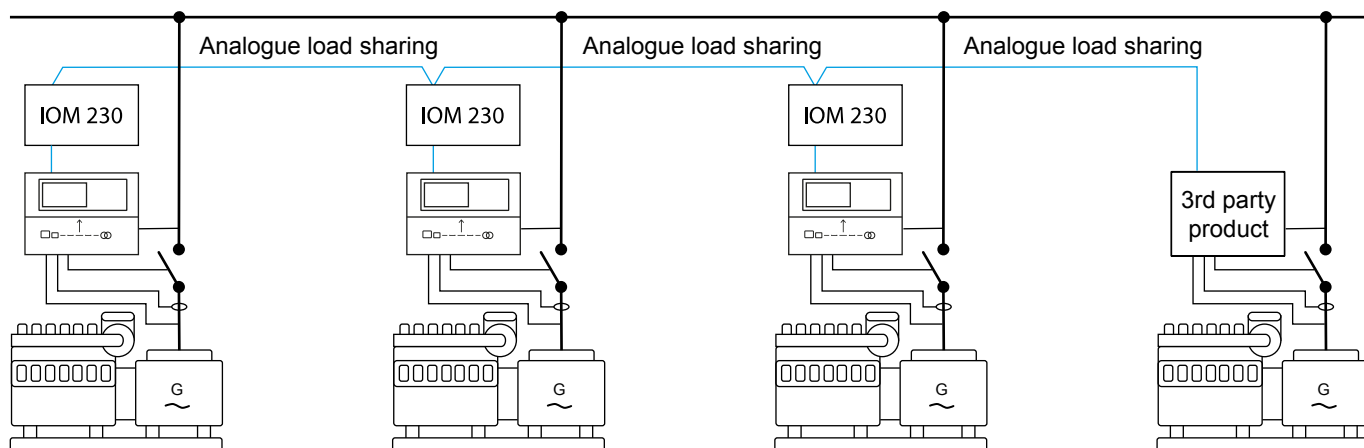 Analogue load sharing
Analogue load sharing
Analogue load sharing
IOM 230
IOM 230
IOM 230
3rd party
product
G
G
G
G